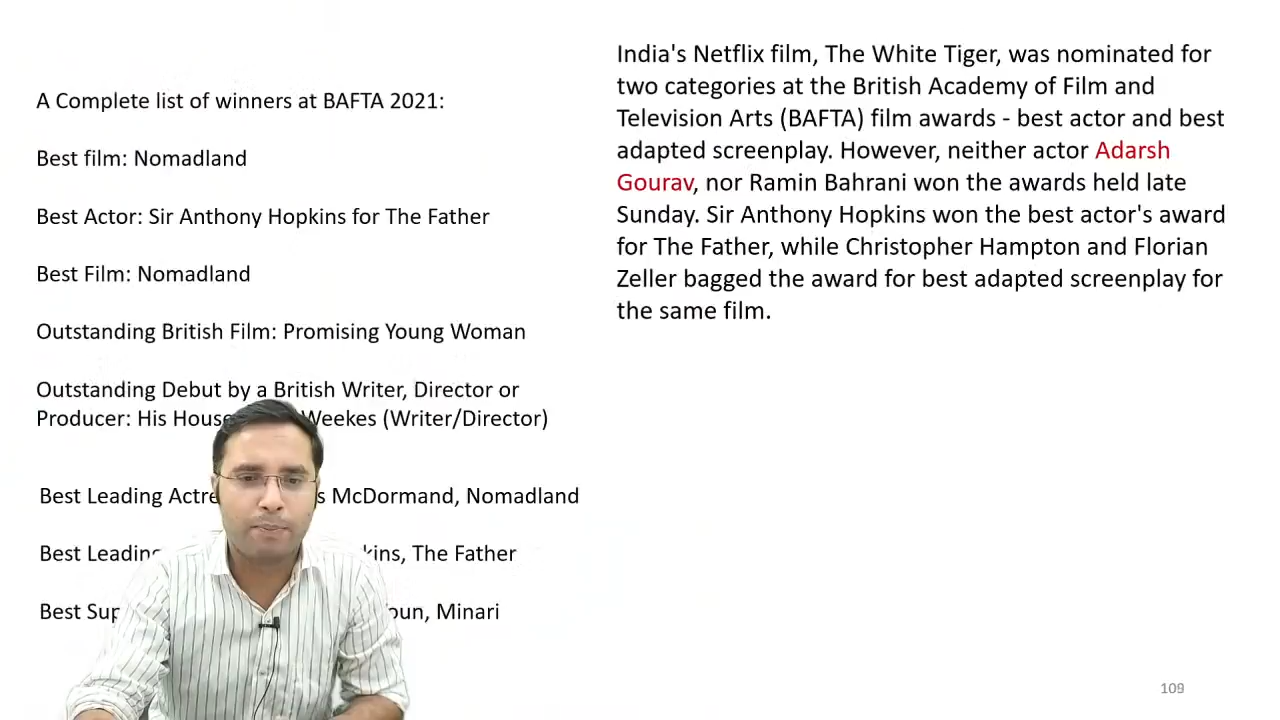 A Complete list of winners at BAFTA 2021:
Best film: Nomadland
Best Actor: Sir Anthony Hopkins for The Father
Best Film: Nomadland
Outstanding British Film: Promising Young Woman
Outstanding Debut by a British Writer, Director or
Producer: His House Weekes (Writer/Director)
Best Leading McDormand, Nomadland
Best Leading The Father
Best Minari
India's Netflix film, The White Tiger, was nominated for
two categories at the British Academy of Film and
Television Arts (BAFTA) film awards - best actor and best
adapted screenplay. However, neither actor Adarsh
Gourav, nor Ramin Bahrani won the awards held late
Sunday. Sir Anthony Hopkins won the best actor's award
for The Father, while Christopher Hampton and Florian
Zeller bagged the award for best adapted screenplay for
the same film.